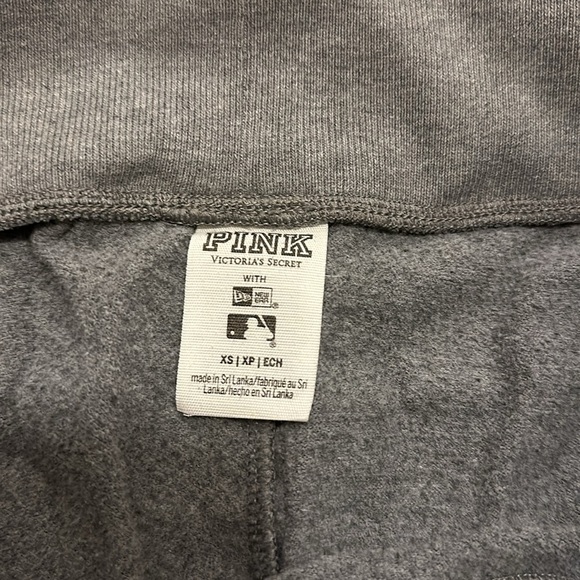 PINK
VICTORIA'S SECRET
WITH
NEW ERA
XS | XP | ECH
made in Sri Lanka/fabriqué au Sri
Lanka/hecho en Sri Lanka